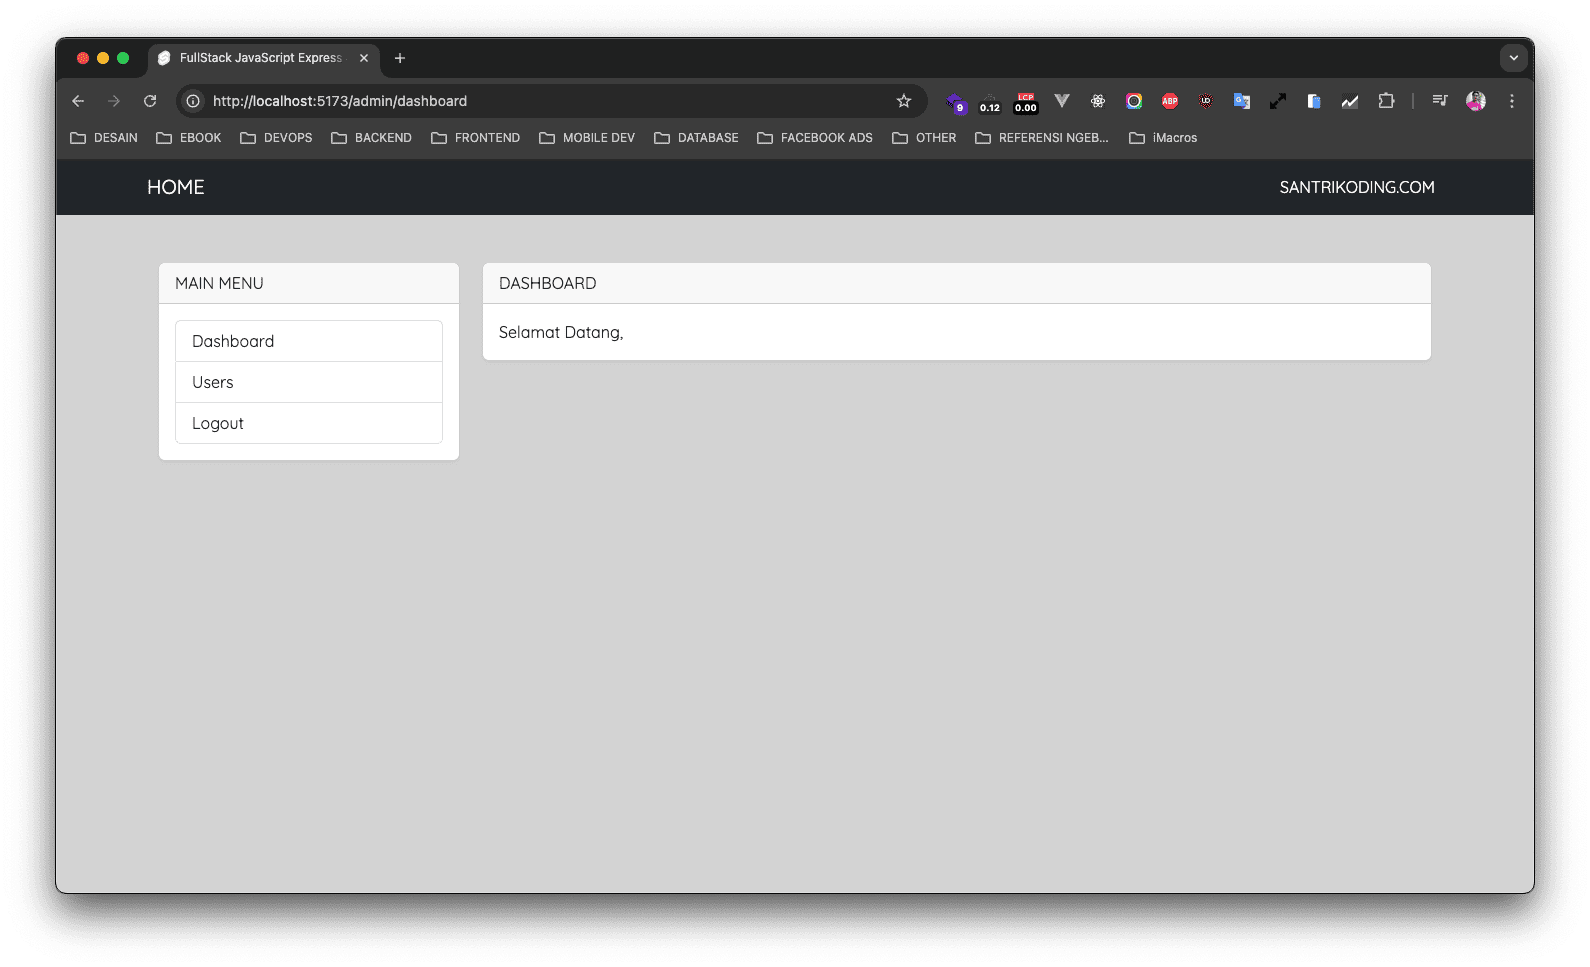 FullStack JavaScript Express
http://localhost:5173/admin/dashboard
9 0.12 LCP 0.00 ABP
DESAIN EBOOK DEVOPS BACKEND FRONTEND MOBILE DEV DATABASE FACEBOOK ADS OTHER REFERENSI NGEB... iMacros
HOME SANTRIKODING.COM
MAIN MENU
Dashboard
Users
Logout
DASHBOARD
Selamat Datang,